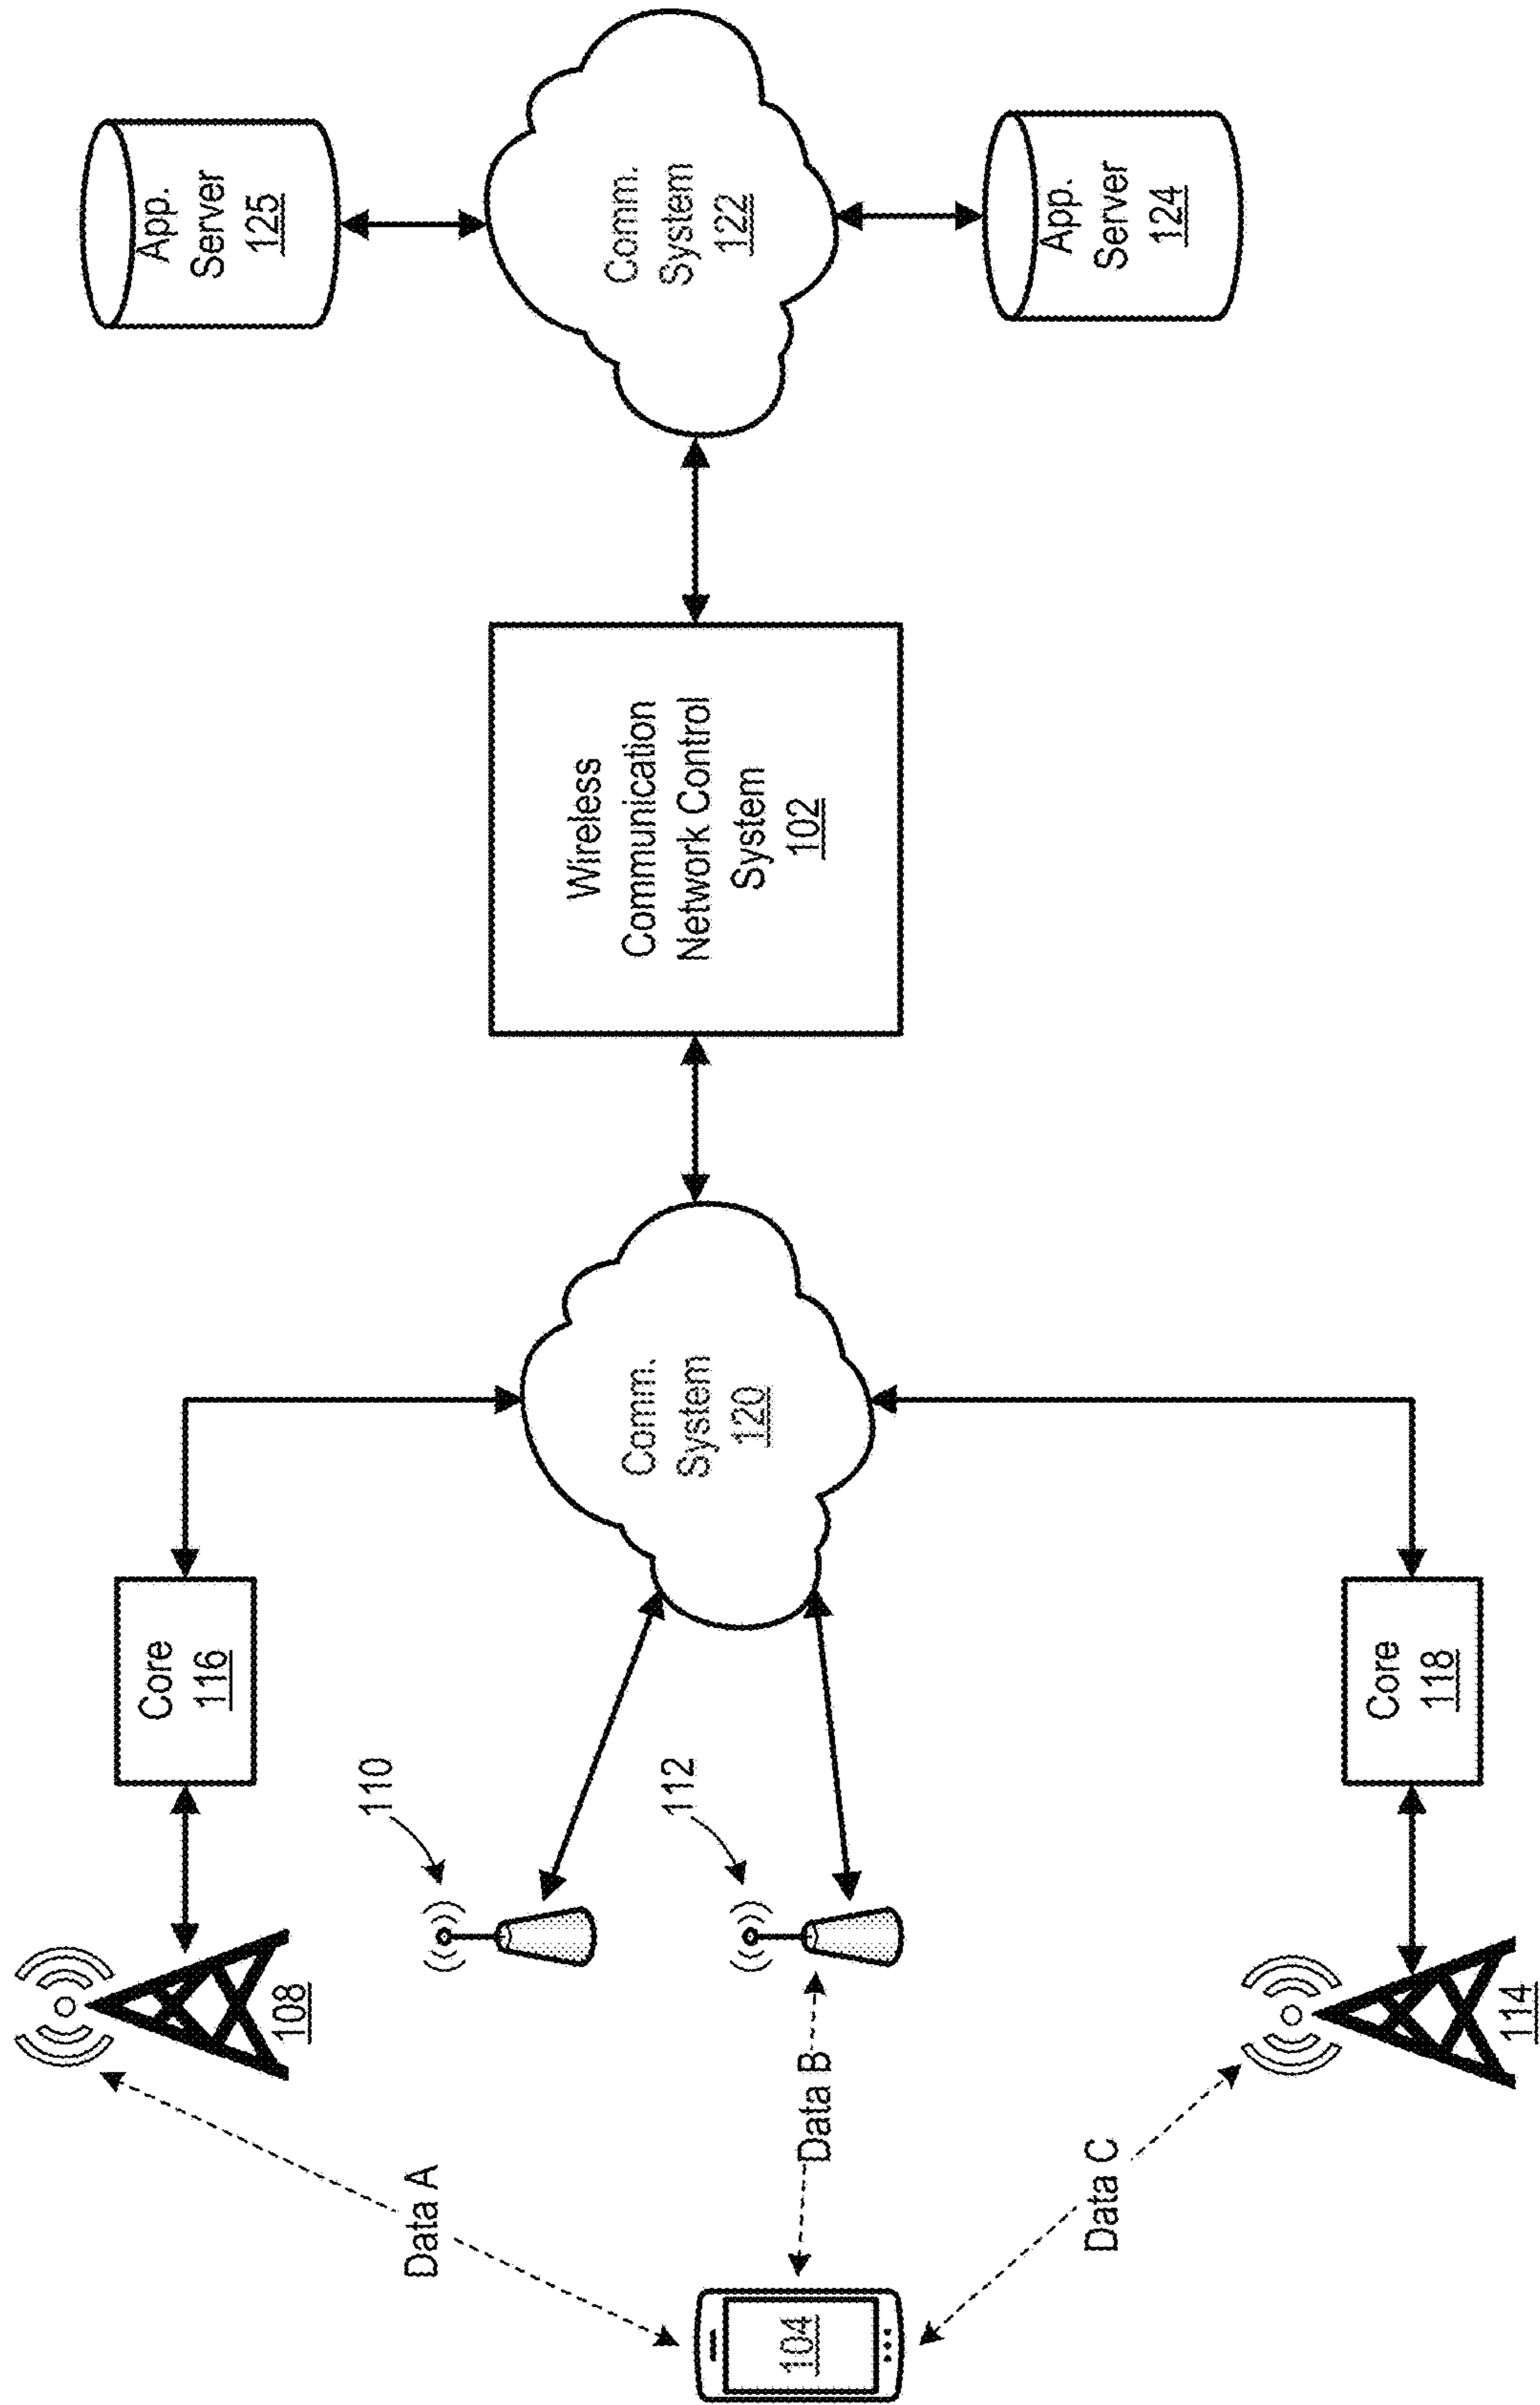 104
Data A
Data B
Data C
108
110
112
114
Core
116
Core
118
Comm.
System
120
Wireless
Communication
Network Control
System
102
Comm.
System
122
App.
Server
125
App.
Server
124